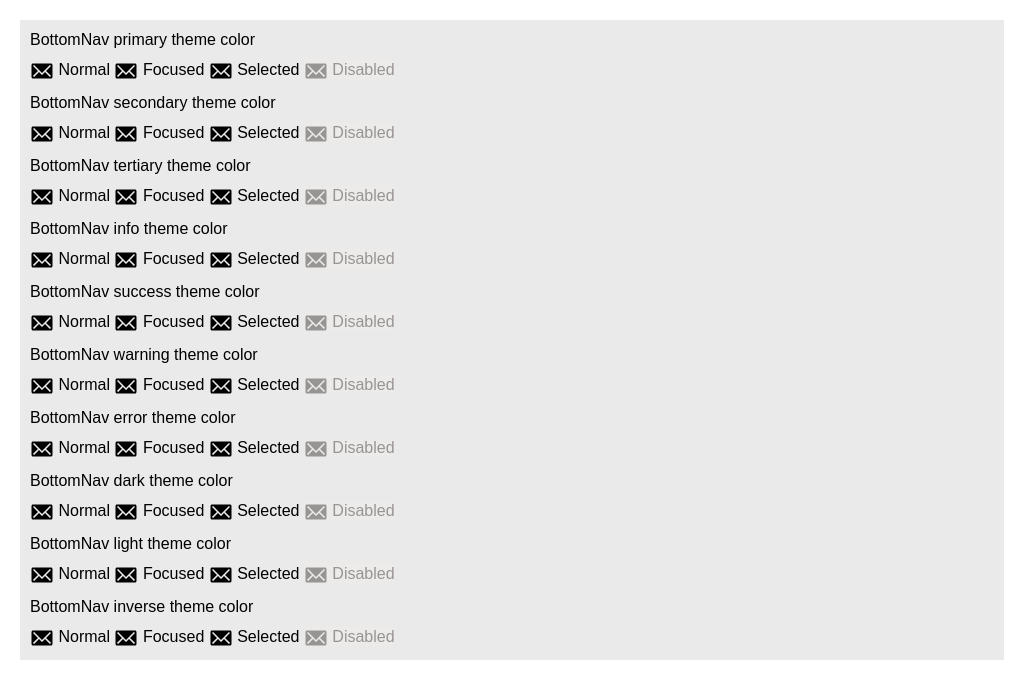 BottomNav primary theme color
Normal Focused Selected Disabled
BottomNav secondary theme color
Normal Focused Selected Disabled
BottomNav tertiary theme color
Normal Focused Selected Disabled
BottomNav info theme color
Normal Focused Selected Disabled
BottomNav success theme color
Normal Focused Selected Disabled
BottomNav warning theme color
Normal Focused Selected Disabled
BottomNav error theme color
Normal Focused Selected Disabled
BottomNav dark theme color
Normal Focused Selected Disabled
BottomNav light theme color
Normal Focused Selected Disabled
BottomNav inverse theme color
Normal Focused Selected Disabled